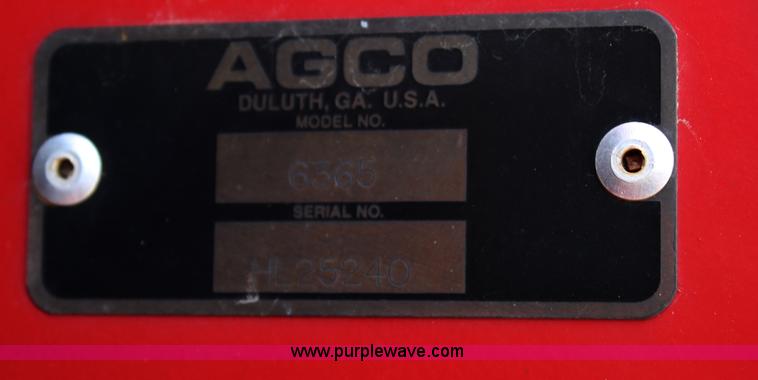 AGCO
DULUTH, GA. U.S.A.
MODEL NO.
6365
SERIAL NO.
HL25240
www.purplewave.com